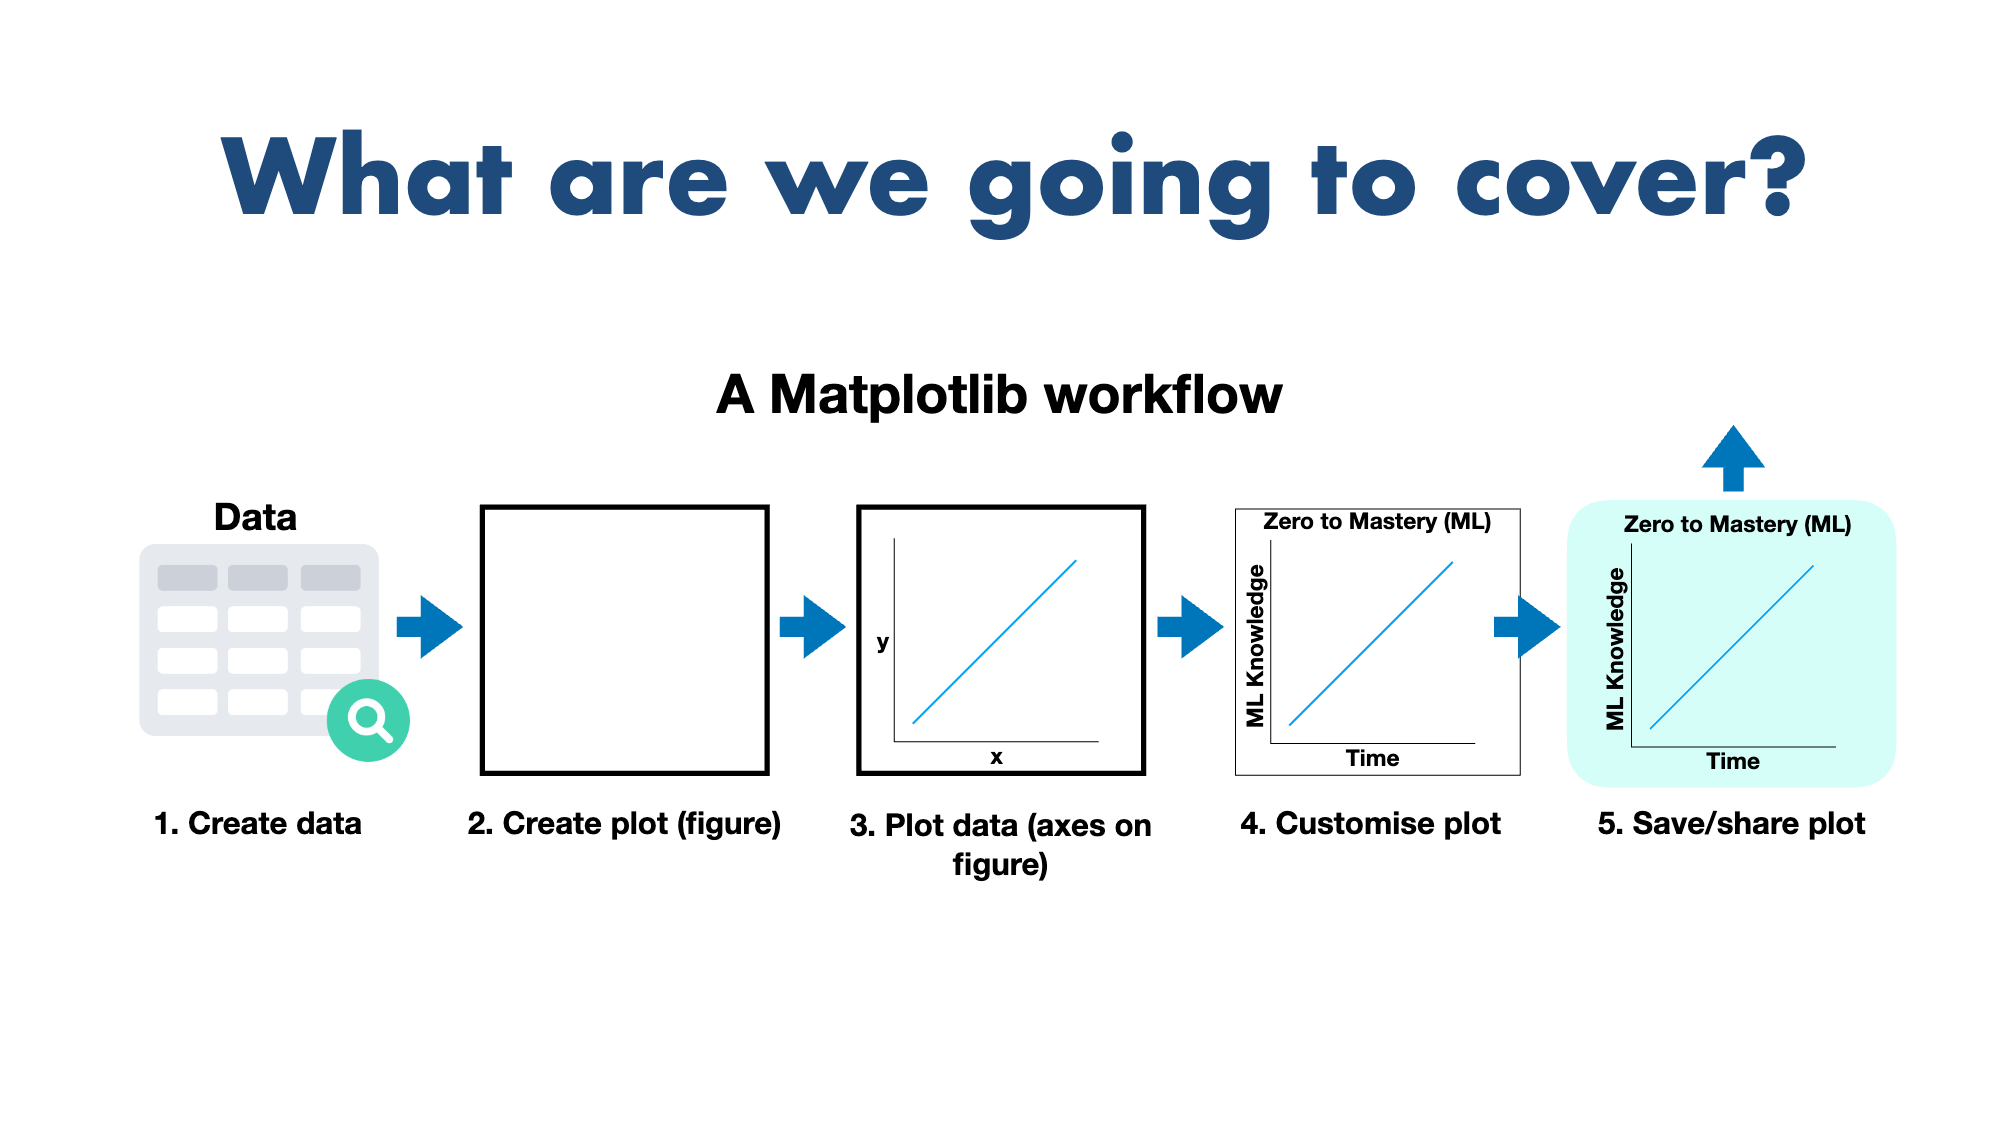 What are we going to cover?
A Matplotlib workflow
Data
1. Create data
2. Create plot (figure)
y
x
3. Plot data (axes on
figure)
Zero to Mastery (ML)
ML Knowledge
Time
4. Customise plot
Zero to Mastery (ML)
ML Knowledge
Time
5. Save/share plot